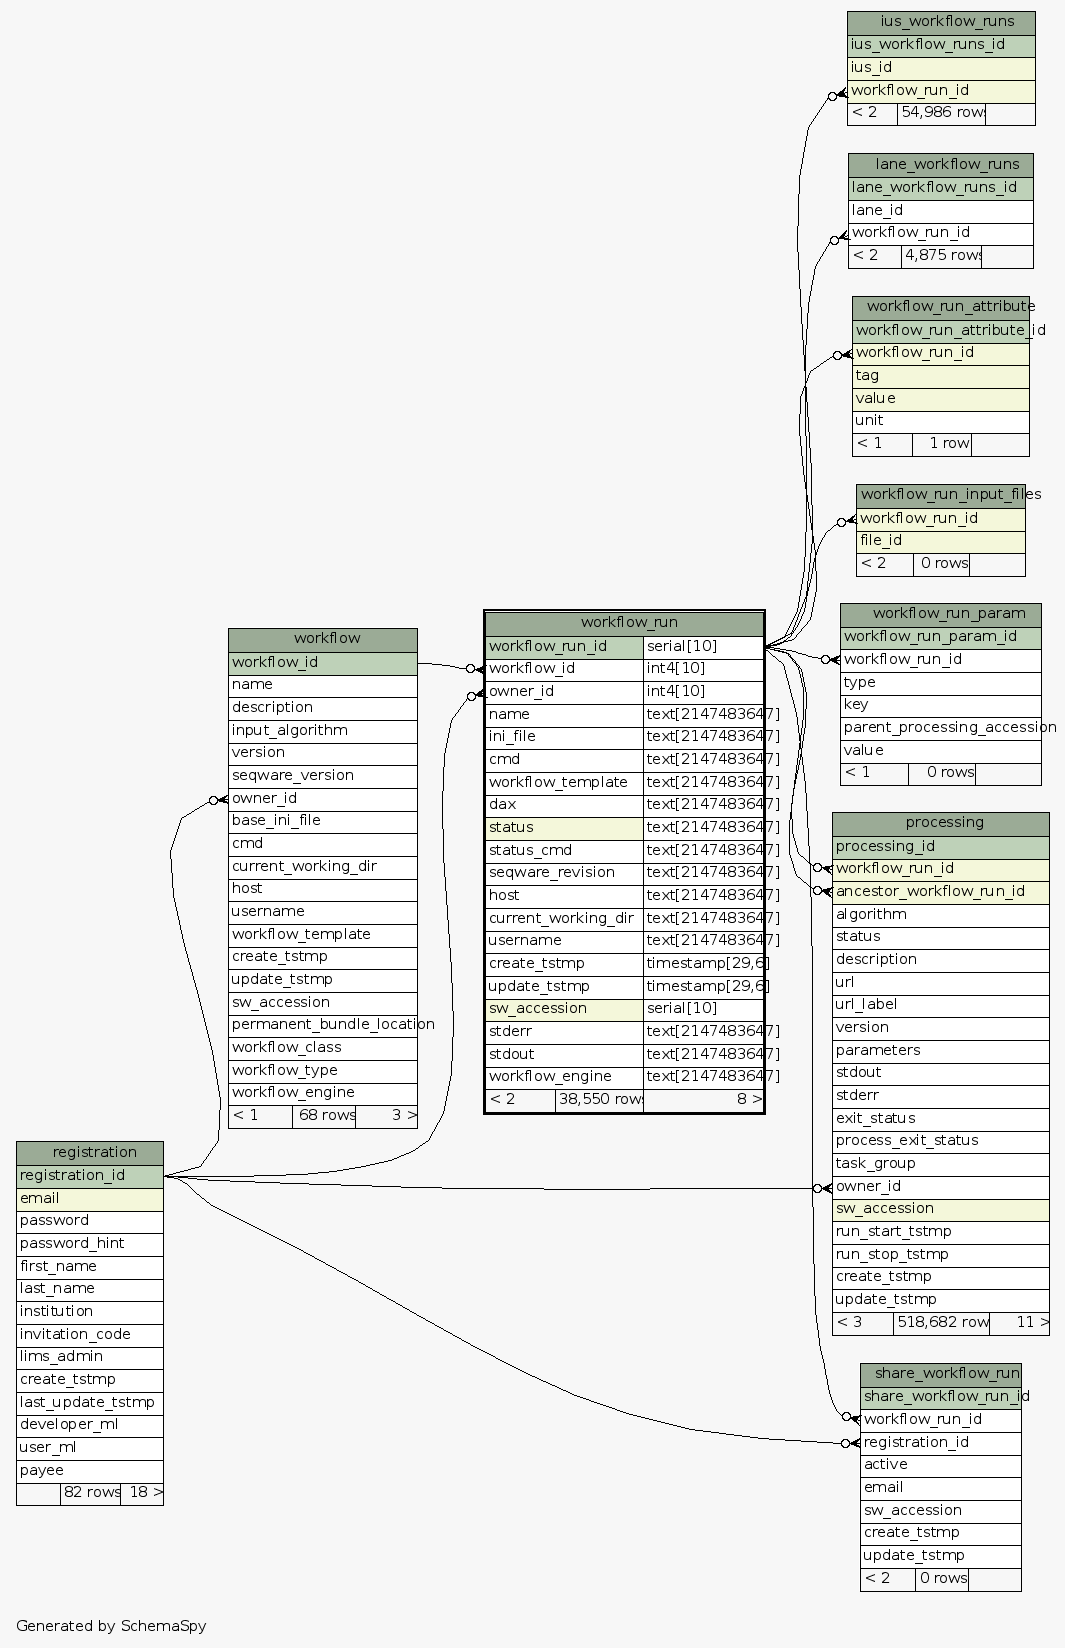 ius_workflow_runs
ius_workflow_runs_id
ius_id
workflow_run_id
< 2 54,986 rows
lane_workflow_runs
lane_workflow_runs_id
lane_id
workflow_run_id
< 2 4,875 rows
workflow_run_attribute
workflow_run_attribute_id
workflow_run_id
tag
value
unit
< 1 1 row
workflow_run_input_files
workflow_run_id
file_id
< 2 0 rows
workflow_run_param
workflow_run_param_id
workflow_run_id
type
key
parent_processing_accession
value
< 1 0 rows
workflow
workflow_id
name
description
input_algorithm
version
seqware_version
owner_id
base_ini_file
cmd
current_working_dir
host
username
workflow_template
create_tstmp
update_tstmp
sw_accession
permanent_bundle_location
workflow_class
workflow_type
workflow_engine
< 1 68 rows 3 >
workflow_run
workflow_run_id serial[10]
workflow_id int4[10]
owner_id int4[10]
name text[2147483647]
ini_file text[2147483647]
cmd text[2147483647]
workflow_template text[2147483647]
dax text[2147483647]
status text[2147483647]
status_cmd text[2147483647]
seqware_revision text[2147483647]
host text[2147483647]
current_working_dir text[2147483647]
username text[2147483647]
create_tstmp timestamp[29,6]
update_tstmp timestamp[29,6]
sw_accession serial[10]
stderr text[2147483647]
stdout text[2147483647]
workflow_engine text[2147483647]
< 2 38,550 rows 8 >
processing
processing_id
workflow_run_id
ancestor_workflow_run_id
algorithm
status
description
url
url_label
version
parameters
stdout
stderr
exit_status
process_exit_status
task_group
owner_id
sw_accession
run_start_tstmp
run_stop_tstmp
create_tstmp
update_tstmp
< 3 518,682 row 11 >
registration
registration_id
email
password
password_hint
first_name
last_name
institution
invitation_code
lims_admin
create_tstmp
last_update_tstmp
developer_ml
user_ml
payee
82 rows 18 >
share_workflow_run
share_workflow_run_id
workflow_run_id
registration_id
active
email
sw_accession
create_tstmp
update_tstmp
< 2 0 rows
Generated by SchemaSpy